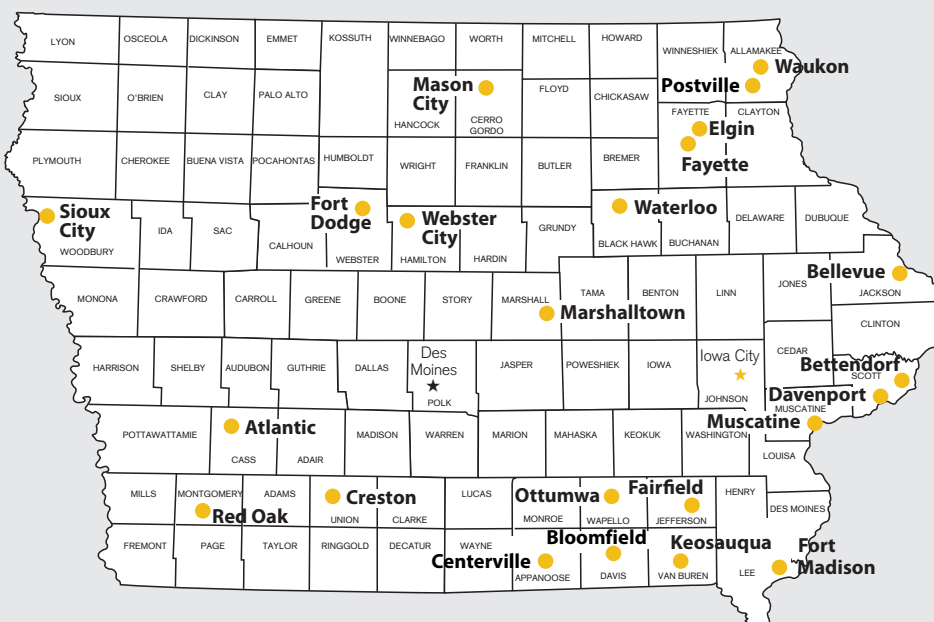 LYON
OSCEOLA
DICKINSON
EMMET
KOSSUTH
WINNEBAGO
WORTH
MITCHELL
HOWARD
WINNESHIEK
ALLAMAKEE
Waukon
Postville
SIOUX
O'BRIEN
CLAY
PALO ALTO
Mason
City
HANCOCK
CERRO
GORDO
FLOYD
CHICKASAW
FAYETTE
CLAYTON
Elgin
Fayette
PLYMOUTH
CHEROKEE
BUENA VISTA
POCAHONTAS
HUMBOLDT
WRIGHT
FRANKLIN
BUTLER
BREMER
Sioux
City
WOODBURY
IDA
SAC
CALHOUN
Fort
Dodge
WEBSTER
Webster
City
HAMILTON
HARDIN
GRUNDY
Waterloo
BLACK HAWK
BUCHANAN
DELAWARE
DUBUQUE
MONONA
CRAWFORD
CARROLL
GREENE
BOONE
STORY
MARSHALL
Marshalltown
TAMA
BENTON
LINN
JONES
Bellevue
JACKSON
CLINTON
HARRISON
SHELBY
AUDUBON
GUTHRIE
DALLAS
Des
Moines
POLK
JASPER
POWESHIEK
IOWA
Iowa City
JOHNSON
CEDAR
Bettendorf
SCOTT
Davenport
MUSCATINE
Muscatine
POTTAWATTAMIE
Atlantic
CASS
ADAIR
MADISON
WARREN
MARION
MAHASKA
KEOKUK
WASHINGTON
LOUISA
MILLS
MONTGOMERY
Red Oak
ADAMS
Creston
UNION
CLARKE
LUCAS
MONROE
Ottumwa
WAPELLO
Fairfield
JEFFERSON
HENRY
DES MOINES
FREMONT
PAGE
TAYLOR
RINGGOLD
DECATUR
WAYNE
Centerville
APPANOOSE
Bloomfield
DAVIS
Keosauqua
VAN BUREN
LEE
Fort
Madison